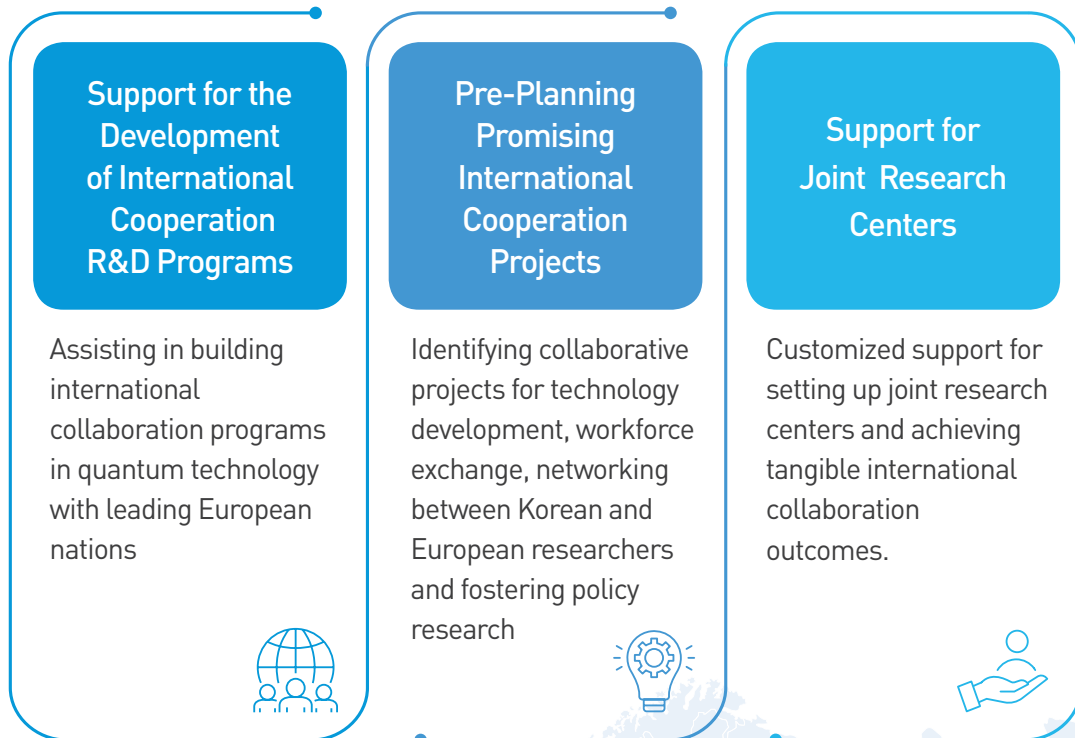 Support for the
Development
of International
Cooperation
R&D Programs
Assisting in building
international
collaboration programs
in quantum technology
with leading European
nations
Pre-Planning
Promising
International
Cooperation
Projects
Identifying collaborative
projects for technology
development, workforce
exchange, networking
between Korean and
European researchers
and fostering policy
research
Support for
Joint Research
Centers
Customized support for
setting up joint research
centers and achieving
tangible international
collaboration
outcomes.